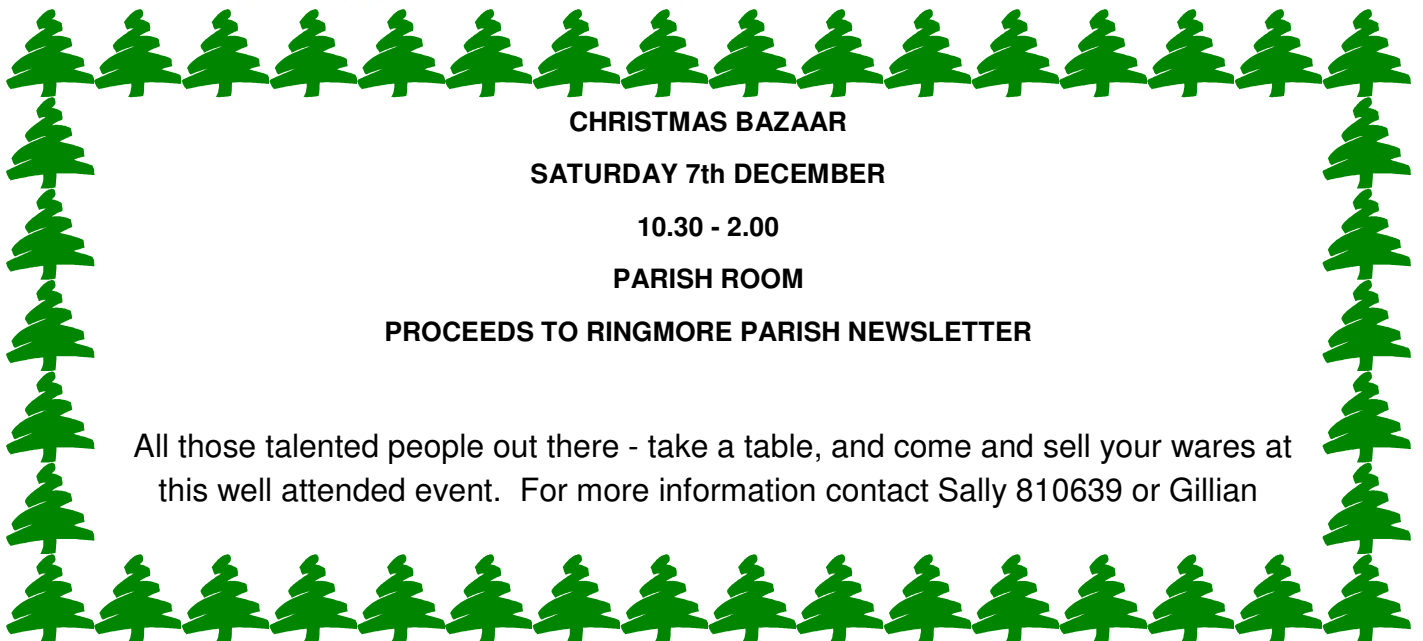 CHRISTMAS BAZAAR
SATURDAY 7th DECEMBER
10.30 - 2.00
PARISH ROOM
PROCEEDS TO RINGMORE PARISH NEWSLETTER
All those talented people out there - take a table, and come and sell your wares at
this well attended event.  For more information contact Sally 810639 or Gillian